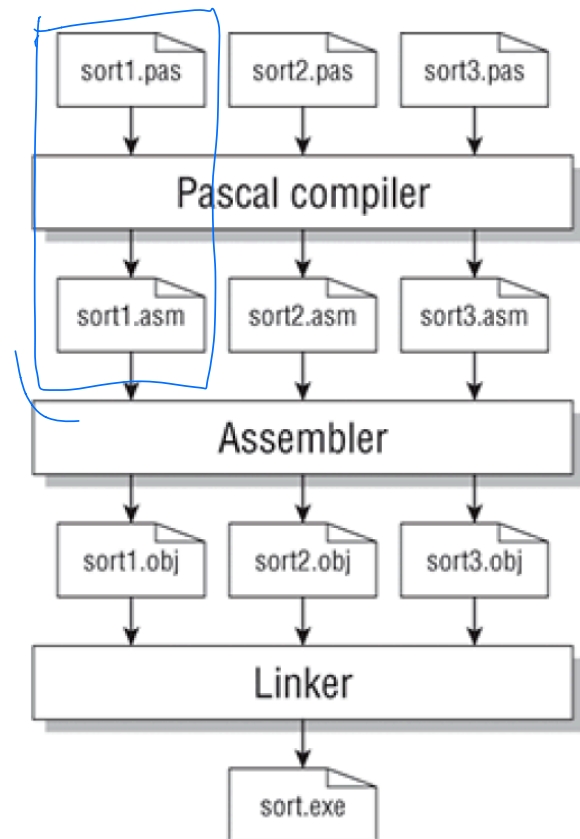 sort1.pas sort2.pas sort3.pas
Pascal compiler
sort1.asm sort2.asm sort3.asm
Assembler
sort1.obj sort2.obj sort3.obj
Linker
sort.exe